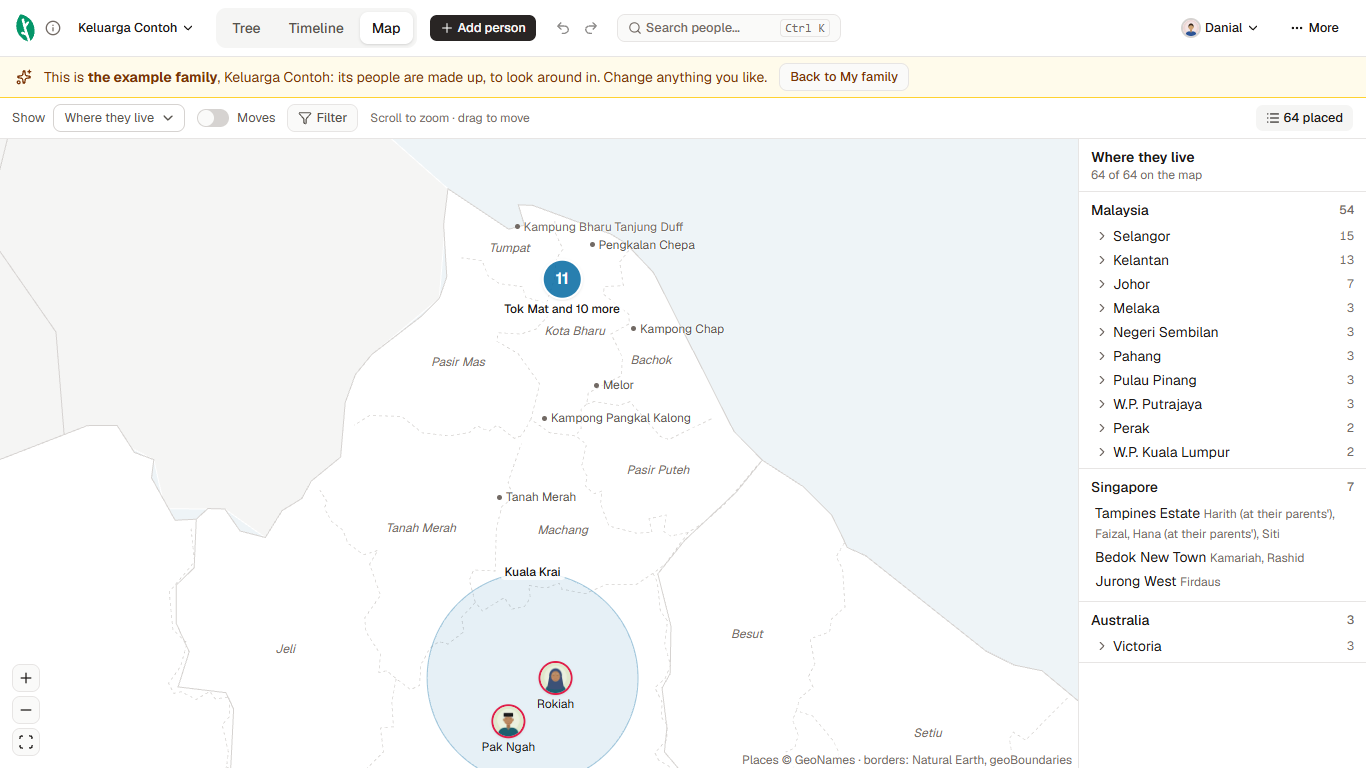 Keluarga Contoh
Tree
Timeline
Map
Add person
Search people...
Ctrl K
Danial
More
This is the example family, Keluarga Contoh: its people are made up, to look around in. Change anything you like.
Back to My family
Show
Where they live
Moves
Filter
Scroll to zoom · drag to move
64 placed
Kampung Bharu Tanjung Duff
Pengkalan Chepa
Tumpat
11
Tok Mat and 10 more
Kota Bharu
Kampong Chap
Pasir Mas
Bachok
Melor
Kampong Pangkal Kalong
Pasir Puteh
Tanah Merah
Tanah Merah
Machang
Kuala Krai
Jeli
Besut
Rokiah
Pak Ngah
Setiu
Places © GeoNames · borders: Natural Earth, geoBoundaries
Where they live
64 of 64 on the map
Malaysia 54
Selangor 15
Kelantan 13
Johor 7
Melaka 3
Negeri Sembilan 3
Pahang 3
Pulau Pinang 3
W.P. Putrajaya 3
Perak 2
W.P. Kuala Lumpur 2
Singapore 7
Tampines Estate Harith (at their parents'),
Faizal, Hana (at their parents'), Siti
Bedok New Town Kamariah, Rashid
Jurong West Firdaus
Australia 3
Victoria 3